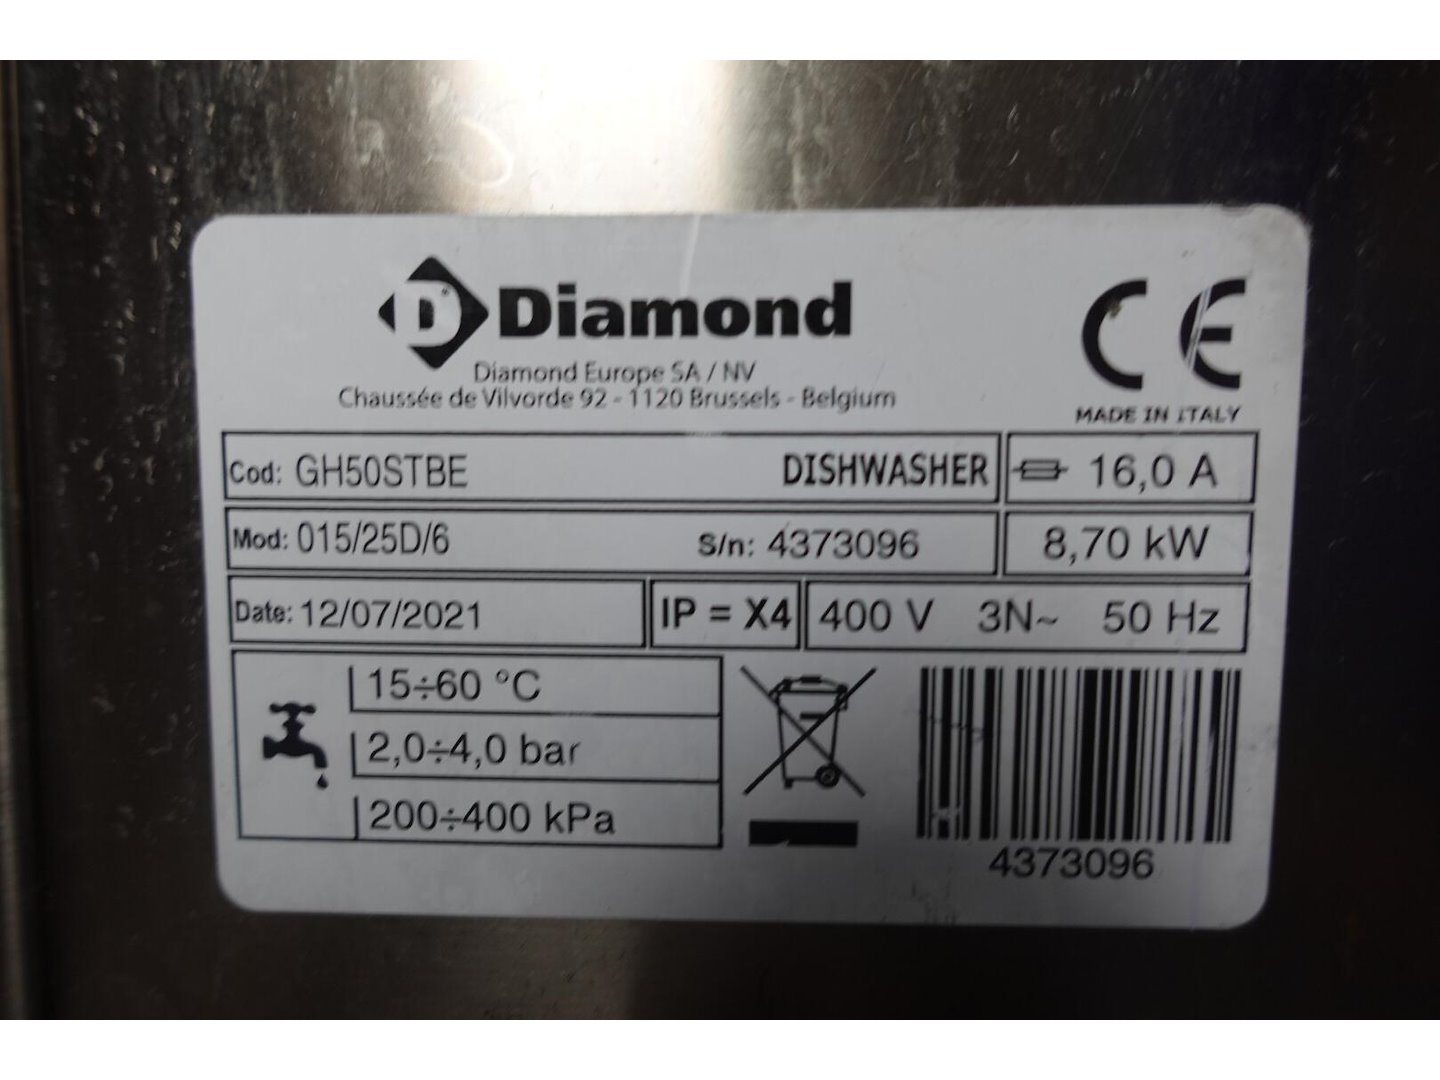 Diamond
Diamond Europe SA / NV
Chaussée de Vilvorde 92 - 1120 Brussels - Belgium
CE
MADE IN ITALY
Cod: GH50STBE DISHWASHER 16,0 A
Mod: 015/25D/6 S/n: 4373096 8,70 kW
Date: 12/07/2021 IP = X4 400 V 3N~ 50 Hz
15÷60 °C
2,0÷4,0 bar
200÷400 kPa
4373096